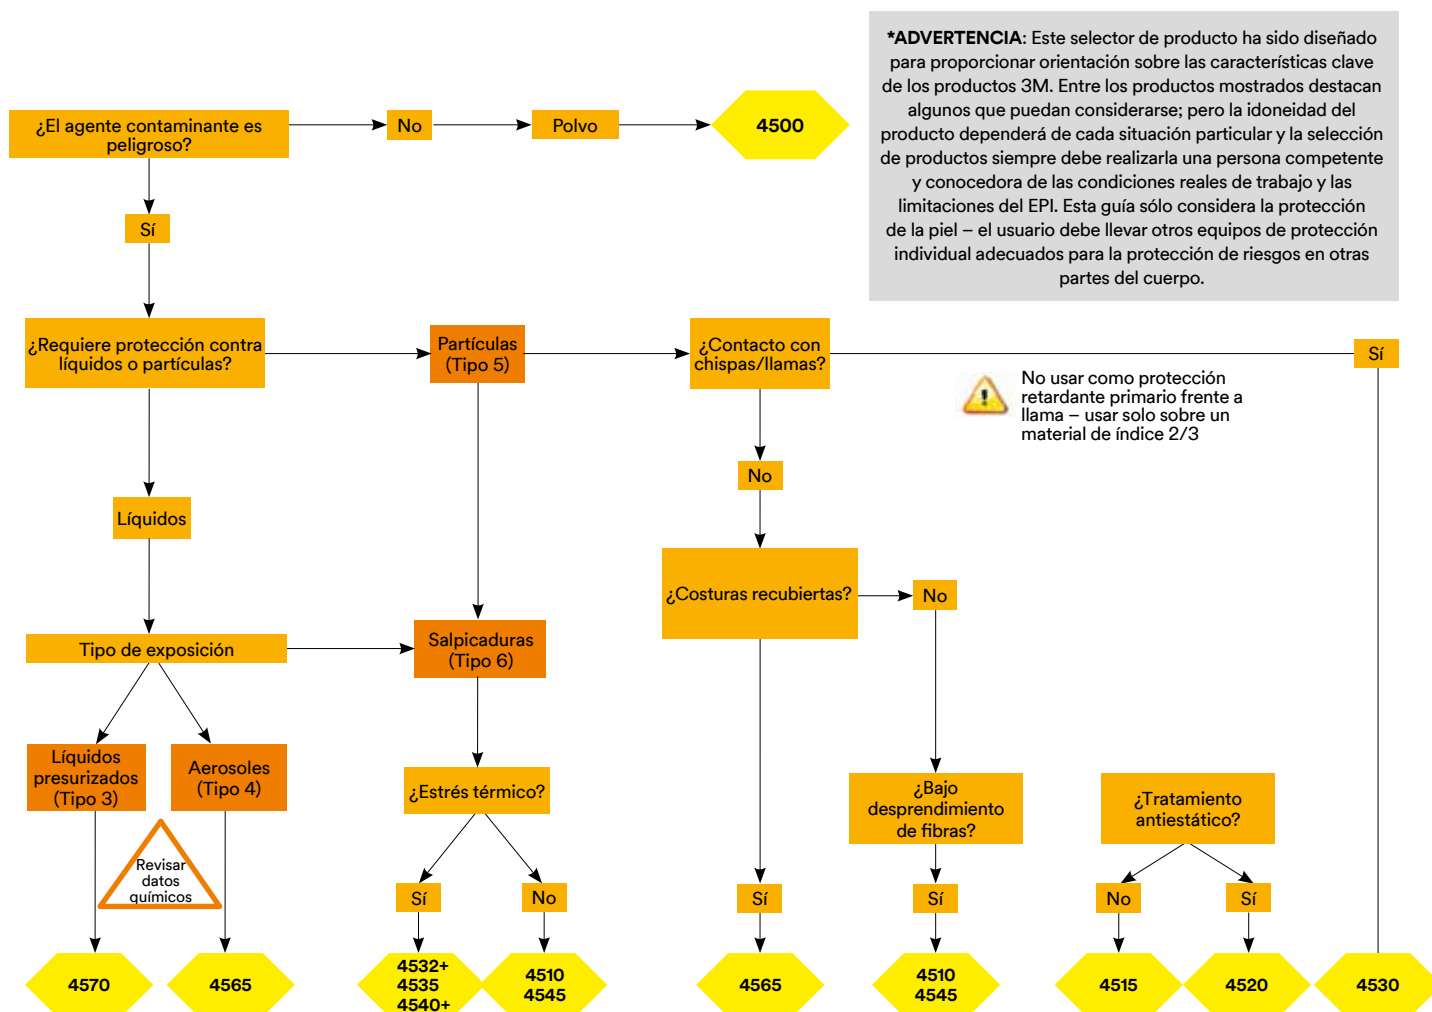 *ADVERTENCIA: Este selector de producto ha sido diseñado
para proporcionar orientación sobre las características clave
de los productos 3M. Entre los productos mostrados destacan
algunos que puedan considerarse; pero la idoneidad del
producto dependerá de cada situación particular y la selección
de productos siempre debe realizarla una persona competente
y conocedora de las condiciones reales de trabajo y las
limitaciones del EPI. Esta guía sólo considera la protección
de la piel – el usuario debe llevar otros equipos de protección
individual adecuados para la protección de riesgos en otras
partes del cuerpo.
¿El agente contaminante es
peligroso?
No
Polvo
4500
Sí
¿Requiere protección contra
líquidos o partículas?
Partículas
(Tipo 5)
¿Contacto con
chispas/llamas?
Sí
No usar como protección
retardante primario frente a
llama – usar solo sobre un
material de índice 2/3
No
Líquidos
¿Costuras recubiertas?
No
Tipo de exposición
Salpicaduras
(Tipo 6)
Líquidos
presurizados
(Tipo 3)
Aerosoles
(Tipo 4)
¿Estrés térmico?
¿Bajo
desprendimiento
de fibras?
¿Tratamiento
antiestático?
Revisar
datos
químicos
Sí
No
Sí
Sí
No
Sí
4570
4565
4532+
4535
4540+
4510
4545
4565
4510
4545
4515
4520
4530